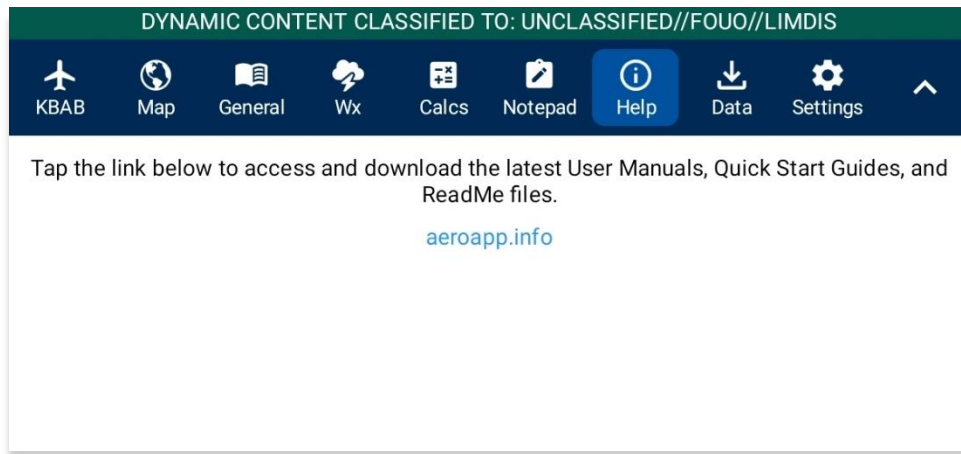 DYNAMIC CONTENT CLASSIFIED TO: UNCLASSIFIED//FOUO//LIMDIS
KBAB Map General Wx Calcs Notepad Help Data Settings
Tap the link below to access and download the latest User Manuals, Quick Start Guides, and
ReadMe files.
aeroapp.info